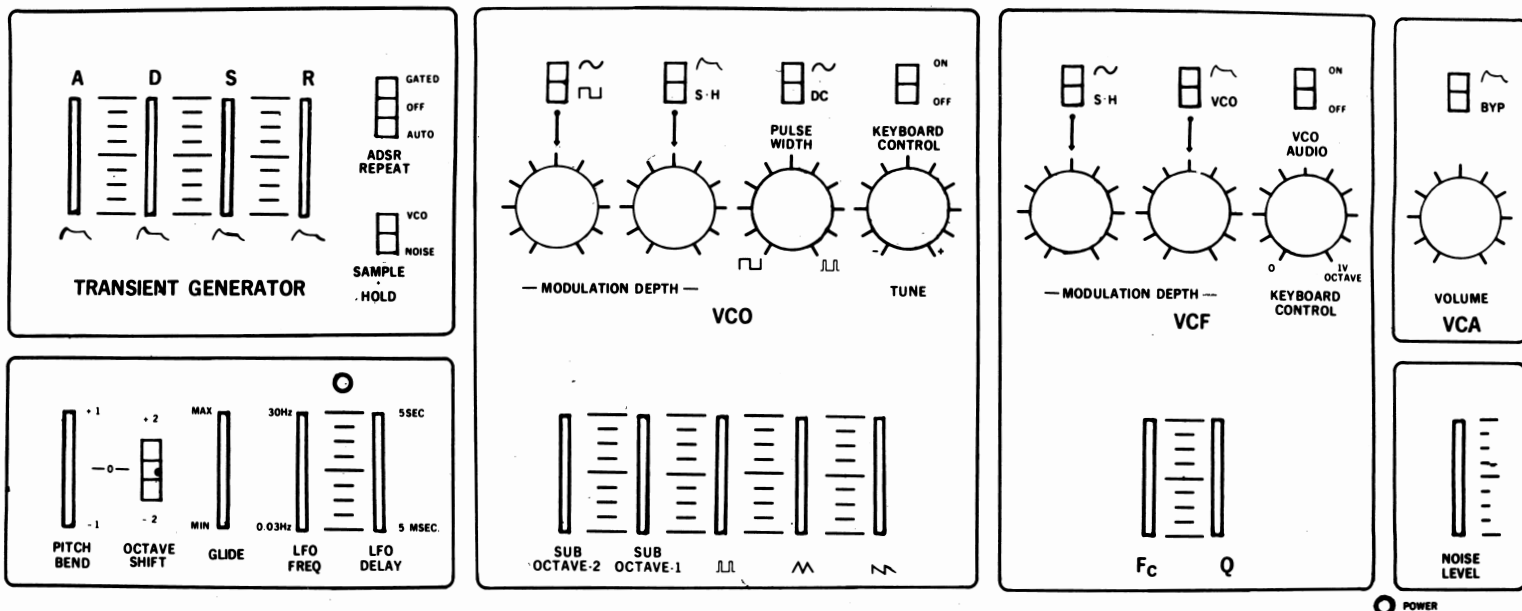 A D S R
GATED
OFF
AUTO
ADSR
REPEAT
VCO
NOISE
SAMPLE
HOLD
TRANSIENT GENERATOR
S·H
DC
ON
OFF
PULSE
WIDTH
KEYBOARD
CONTROL
- +
— MODULATION DEPTH —
TUNE
VCO
S·H
VCO
ON
OFF
VCO
AUDIO
0
1V
OCTAVE
— MODULATION DEPTH —
KEYBOARD
CONTROL
VCF
BYP
VOLUME
VCA
+ 1
-1
PITCH
BEND
+ 2
—0—
- 2
OCTAVE
SHIFT
MAX
MIN
GLIDE
30Hz
0.03Hz
LFO
FREQ
5SEC
5 MSEC.
LFO
DELAY
SUB
OCTAVE-2
SUB
OCTAVE-1
FC
Q
NOISE
LEVEL
POWER